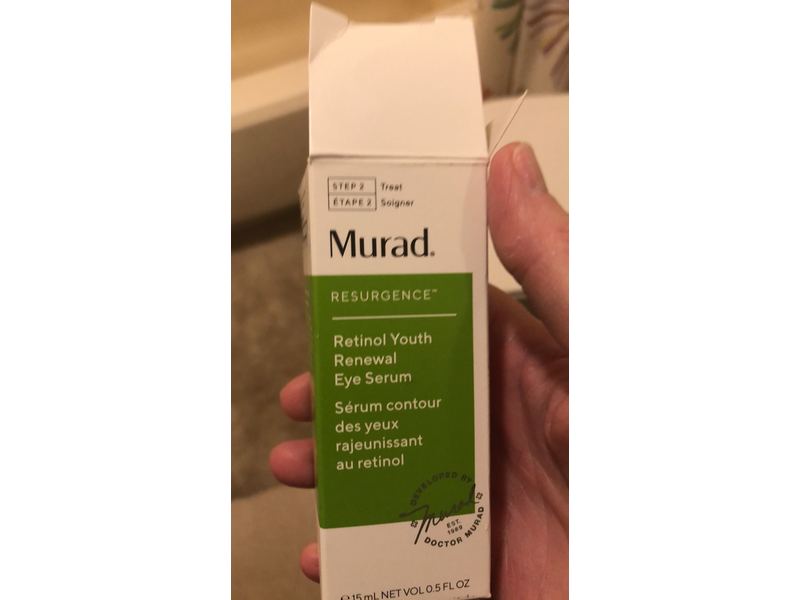 STEP 2 Treat
ÉTAPE 2 Soigner
Murad.
RESURGENCE™
Retinol Youth
Renewal
Eye Serum
Sérum contour
des yeux
rajeunissant
au retinol
DEVELOPED BY
Murad
EST.
1989
DOCTOR MURAD
℮15 mL NET VOL 0.5 FL OZ